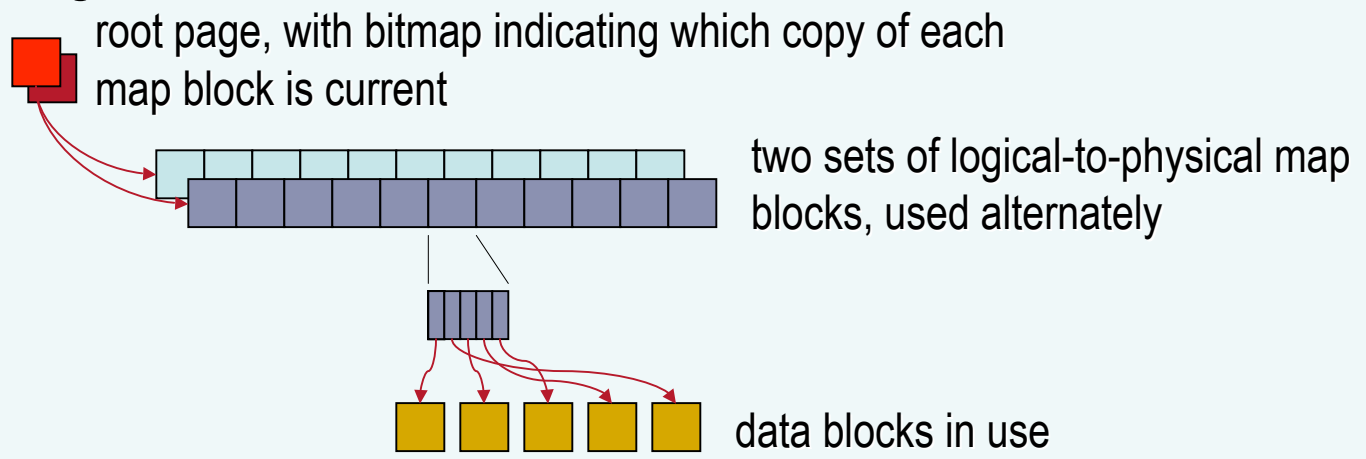 root page, with bitmap indicating which copy of each
map block is current
two sets of logical-to-physical map
blocks, used alternately
data blocks in use